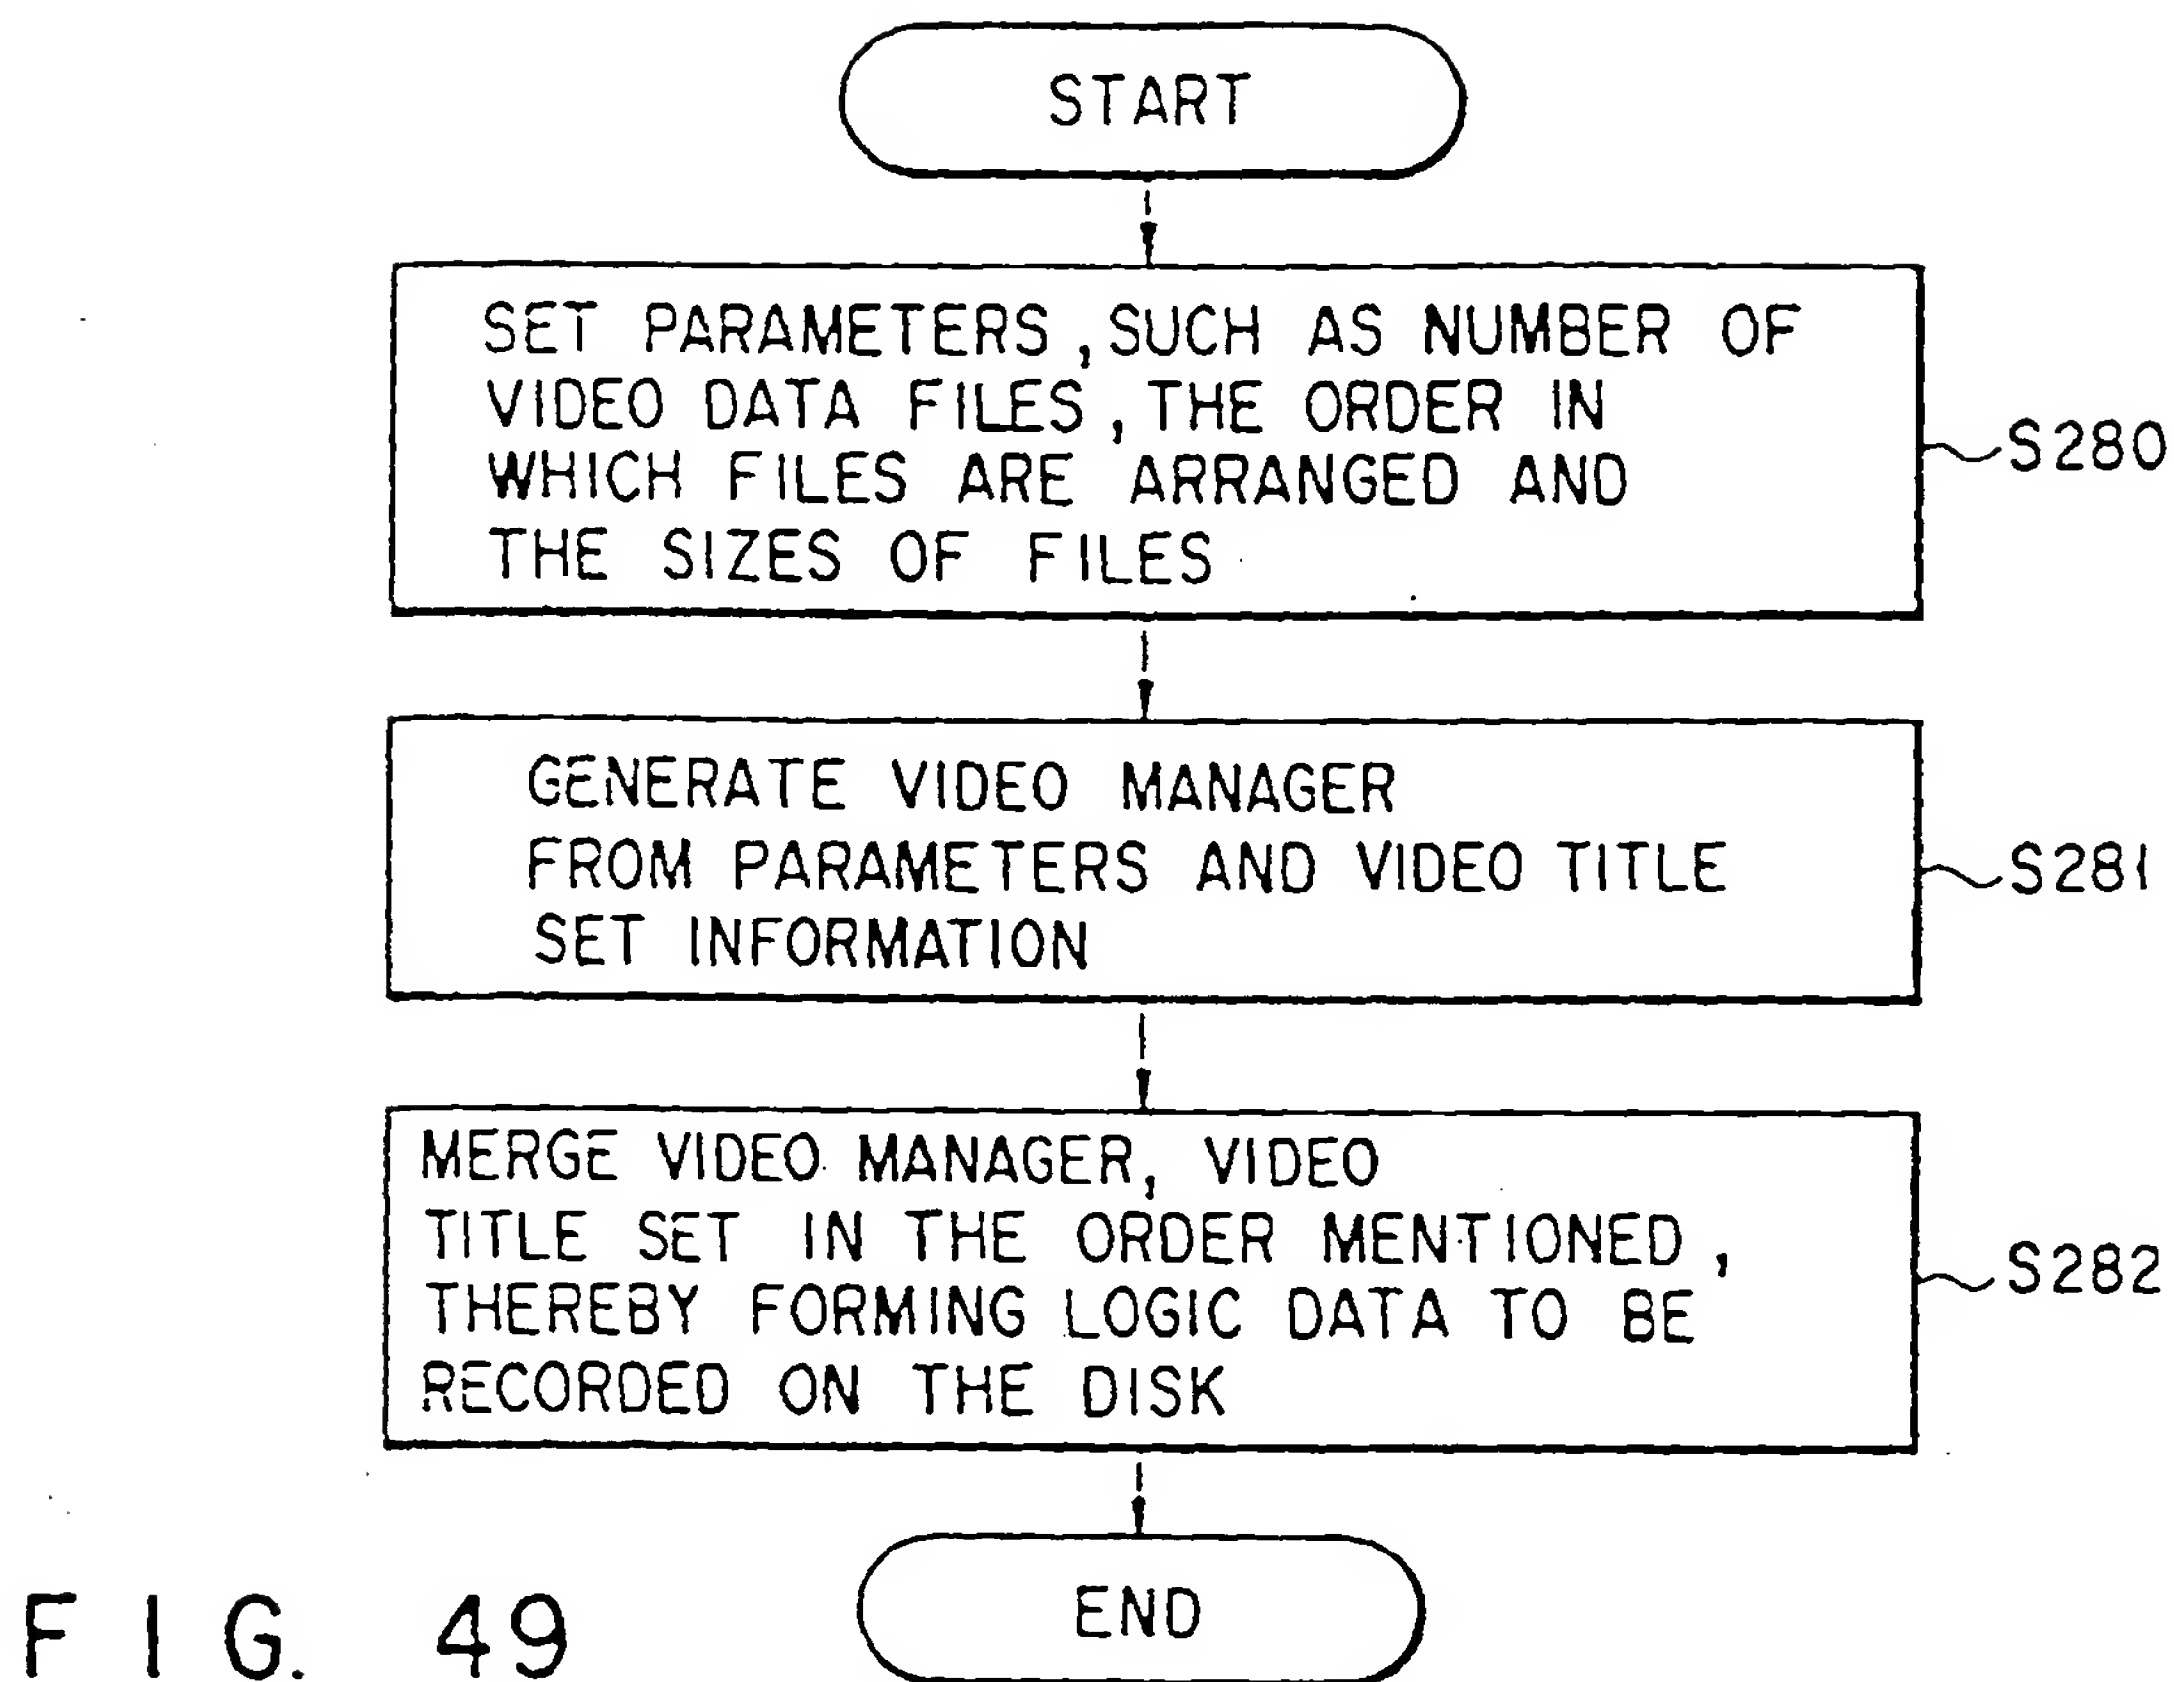 START
SET PARAMETERS, SUCH AS NUMBER OF
VIDEO DATA FILES, THE ORDER IN
WHICH FILES ARE ARRANGED AND
THE SIZES OF FILES
S280
GENERATE VIDEO MANAGER
FROM PARAMETERS AND VIDEO TITLE
SET INFORMATION
S281
MERGE VIDEO MANAGER, VIDEO
TITLE SET IN THE ORDER MENTIONED,
THEREBY FORMING LOGIC DATA TO BE
RECORDED ON THE DISK
S282
END
FIG. 49